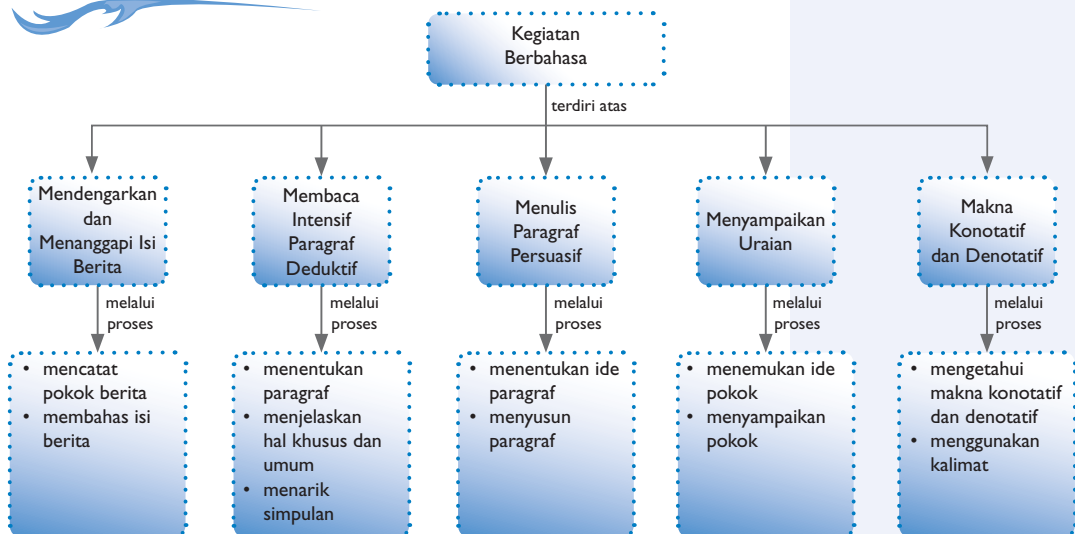 Kegiatan
Berbahasa
terdiri atas
Mendengarkan
dan
Menanggapi Isi
Berita
Membaca
Intensif
Paragraf
Deduktif
Menulis
Paragraf
Persuasif
Menyampaikan
Uraian
Makna
Konotatif
dan Denotatif
melalui
proses
melalui
proses
melalui
proses
melalui
proses
melalui
proses
• mencatat
pokok berita
• membahas isi
berita
• menentukan
paragraf
• menjelaskan
hal khusus dan
umum
• menarik
simpulan
• menentukan ide
paragraf
• menyusun
paragraf
• menemukan ide
pokok
• menyampaikan
pokok
• mengetahui
makna konotatif
dan denotatif
• menggunakan
kalimat